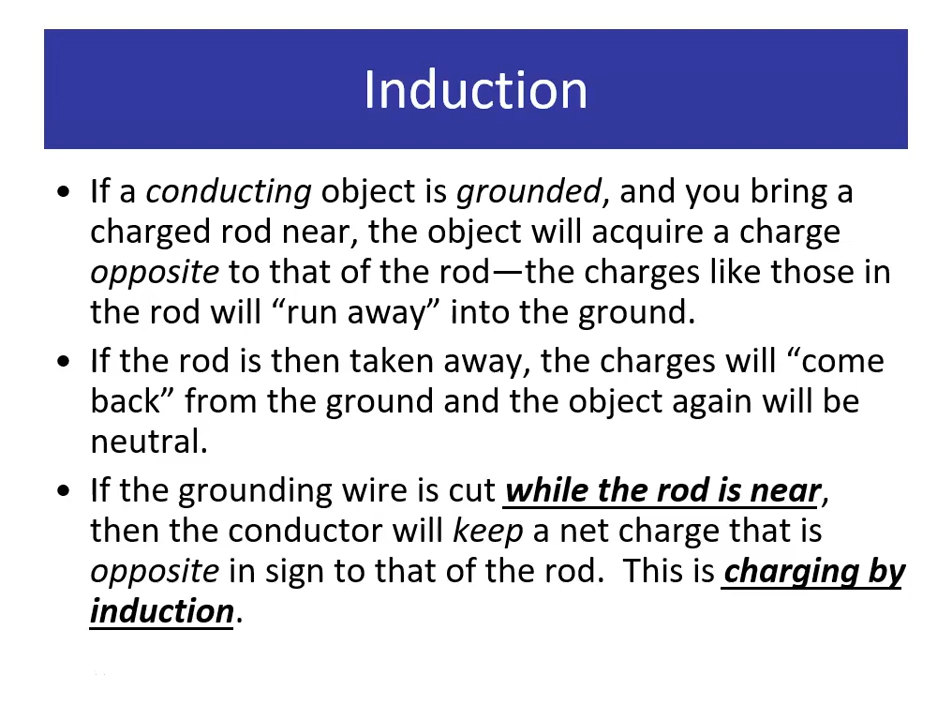 Induction
• If a conducting object is grounded, and you bring a
charged rod near, the object will acquire a charge
opposite to that of the rod—the charges like those in
the rod will “run away” into the ground.
• If the rod is then taken away, the charges will “come
back” from the ground and the object again will be
neutral.
• If the grounding wire is cut while the rod is near,
then the conductor will keep a net charge that is
opposite in sign to that of the rod.  This is charging by
induction.